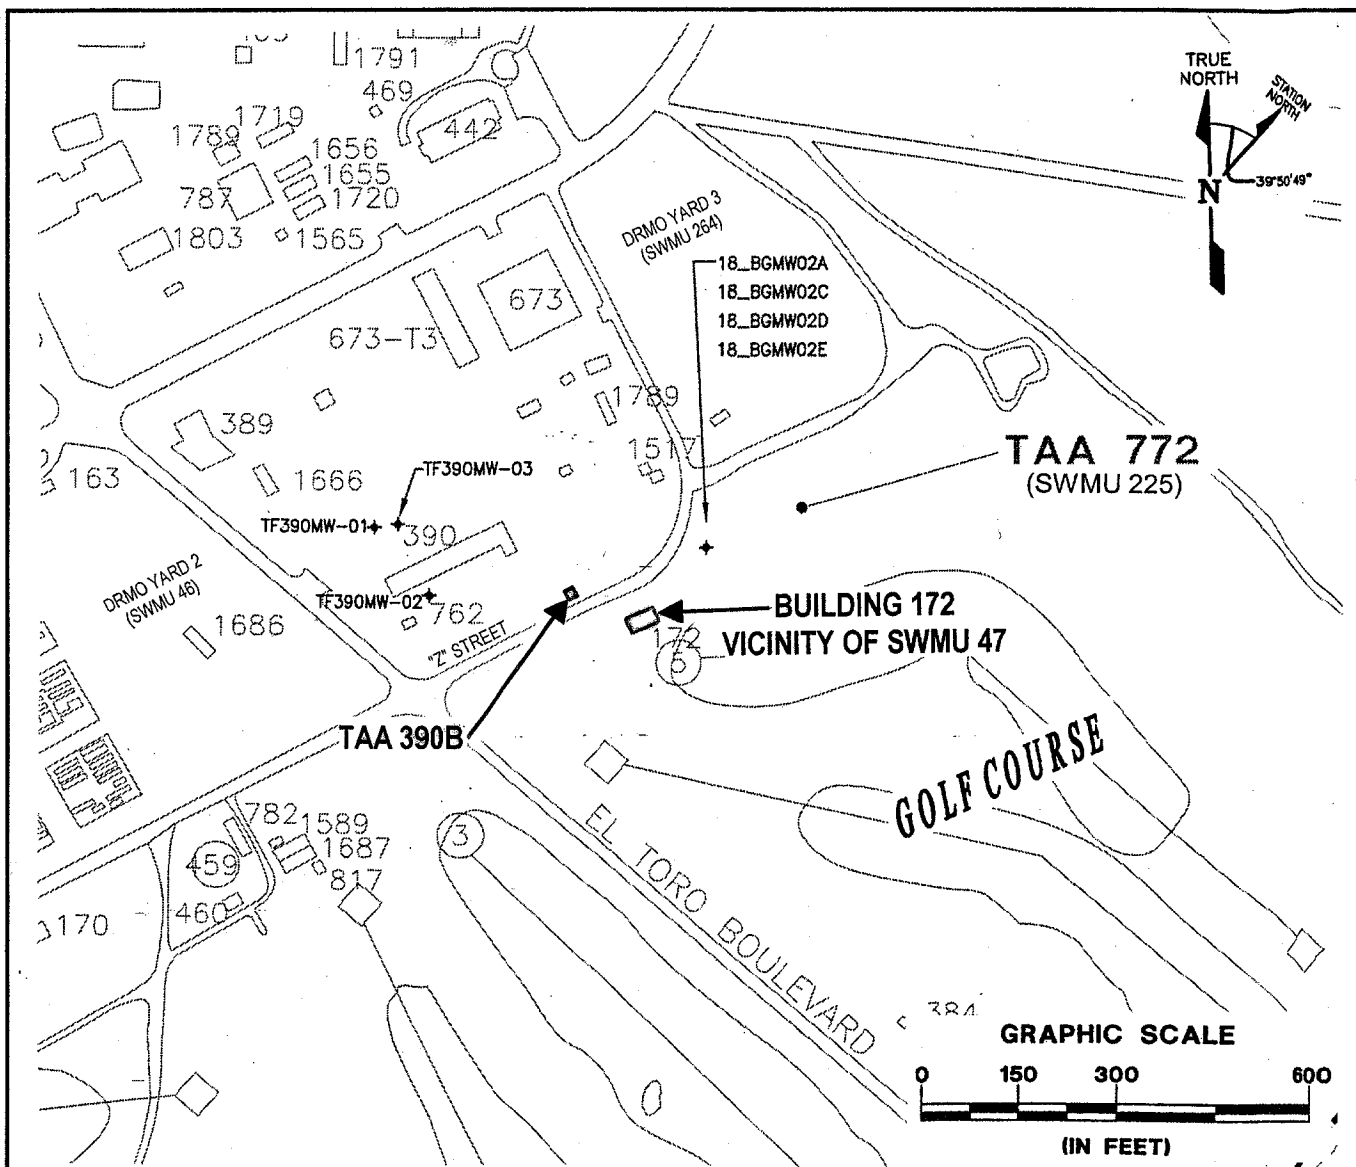 1791
469
1719
442
1789
1656
1655
787
1720
1803
1565
TRUE
NORTH
STATION
NORTH
39°50'49"
N
DRMO YARD 3
(SWMU 264)
18_BGMW02A
18_BGMW02C
18_BGMW02D
18_BGMW02E
673
673-T3
1789
389
1517
163
1666
TF390MW-03
TF390MW-01
390
TAA 772
(SWMU 225)
DRMO YARD 2
(SWMU 46)
TF390MW-02
762
1686
"Z" STREET
BUILDING 172
VICINITY OF SWMU 47
172
6
TAA 390B
GOLF COURSE
EL TORO BOULEVARD
3
782
1589
1687
459
817
460
170
384
GRAPHIC SCALE
0 150 300 600
(IN FEET)